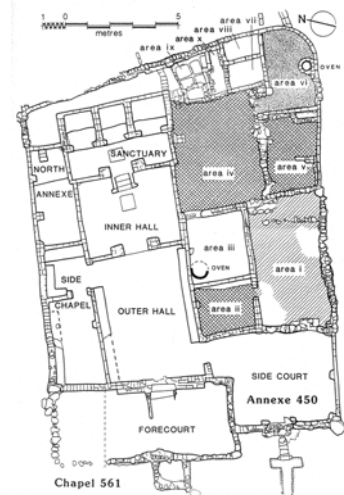 1 0 5
metres
N
area vii
area viii
area x
area ix
OVEN
area vi
SANCTUARY
NORTH
ANNEXE
area iv
area v
INNER HALL
area iii
OVEN
area i
SIDE
CHAPEL
OUTER HALL
area ii
SIDE COURT
Annexe 450
FORECOURT
Chapel 561